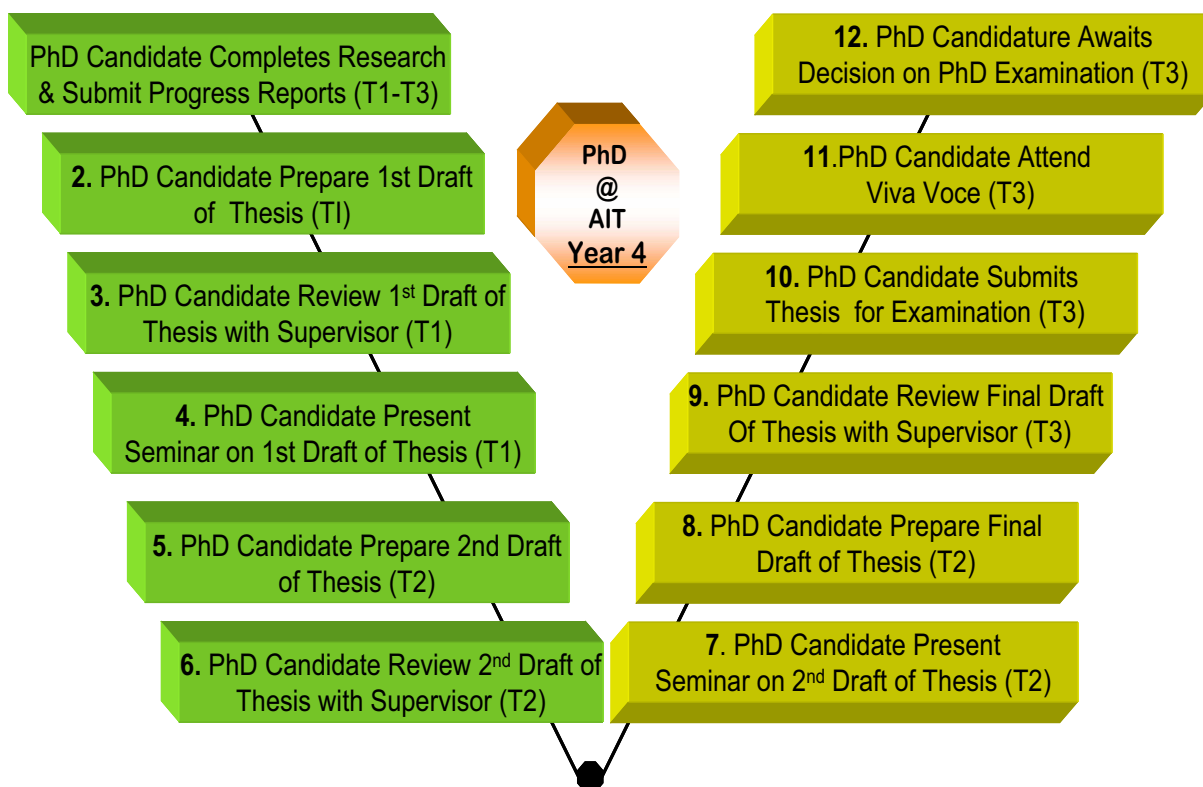 PhD Candidate Completes Research
& Submit Progress Reports (T1-T3)
2. PhD Candidate Prepare 1st Draft
of Thesis (TI)
3. PhD Candidate Review 1st Draft of
Thesis with Supervisor (T1)
4. PhD Candidate Present
Seminar on 1st Draft of Thesis (T1)
5. PhD Candidate Prepare 2nd Draft
of Thesis (T2)
6. PhD Candidate Review 2nd Draft of
Thesis with Supervisor (T2)
PhD
@
AIT
Year 4
7. PhD Candidate Present
Seminar on 2nd Draft of Thesis (T2)
8. PhD Candidate Prepare Final
Draft of Thesis (T2)
9. PhD Candidate Review Final Draft
Of Thesis with Supervisor (T3)
10. PhD Candidate Submits
Thesis for Examination (T3)
11.PhD Candidate Attend
Viva Voce (T3)
12. PhD Candidature Awaits
Decision on PhD Examination (T3)